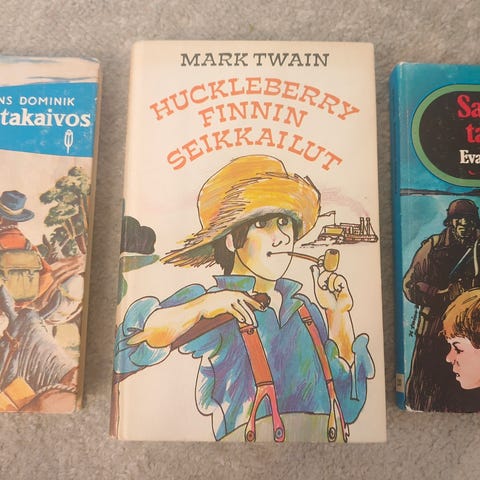 NS DOMINIK
takaivos
MARK TWAIN
HUCKLEBERRY
FINNIN
SEIKKAILUT
Sa
ta
Eva